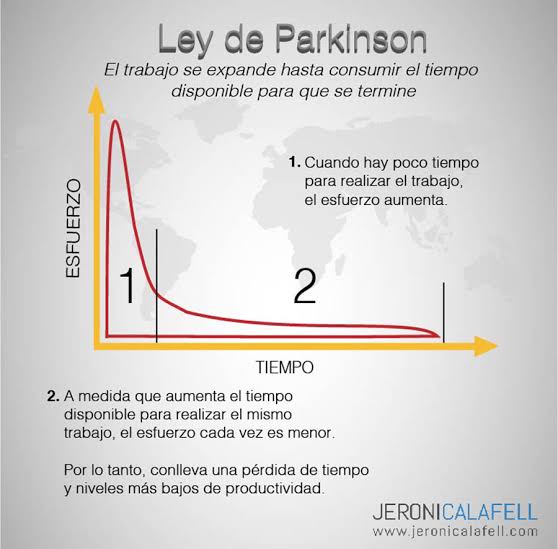 Ley de Parkinson
El trabajo se expande hasta consumir el tiempo
disponible para que se termine
ESFUERZO
1. Cuando hay poco tiempo
para realizar el trabajo,
el esfuerzo aumenta.
1
2
TIEMPO
2. A medida que aumenta el tiempo
disponible para realizar el mismo
trabajo, el esfuerzo cada vez es menor.
Por lo tanto, conlleva una pérdida de tiempo
y niveles más bajos de productividad.
JERONICALAFELL
www.jeronicalafell.com